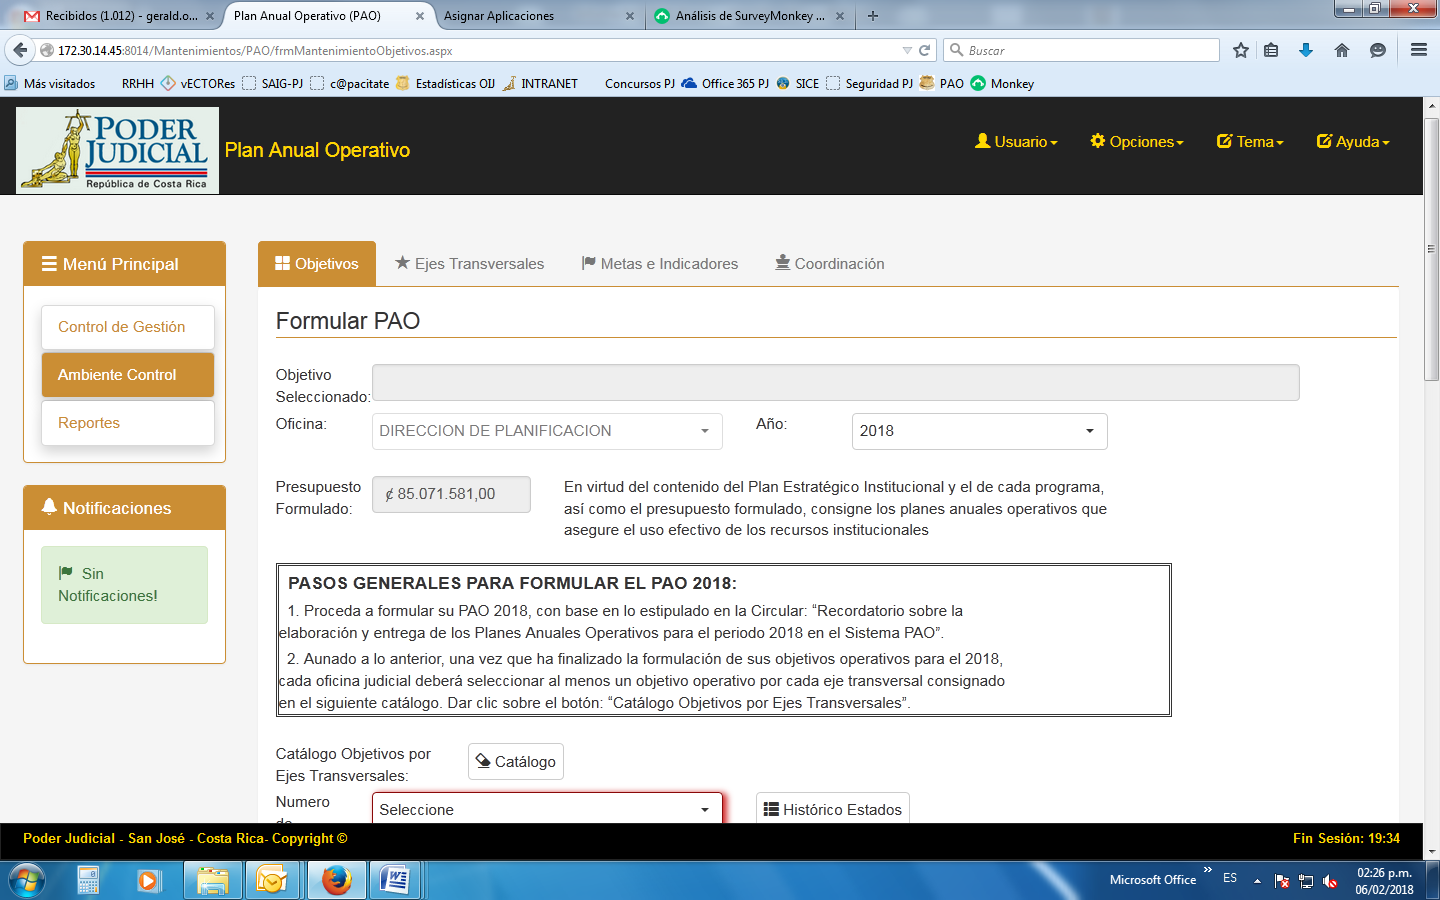 Recibidos (1.012) - gerald.o...
Plan Anual Operativo (PAO)
Asignar Aplicaciones
Análisis de SurveyMonkey ...
172.30.14.45:8014/Mantenimientos/PAO/frmMantenimientoObjetivos.aspx
Buscar
Más visitados RRHH vECTORes SAIG-PJ c@pacitate Estadísticas OIJ INTRANET Concursos PJ Office 365 PJ SICE Seguridad PJ PAO Monkey
PODER
JUDICIAL
República de Costa Rica
Plan Anual Operativo
Usuario Opciones Tema Ayuda
Menú Principal
Control de Gestión
Ambiente Control
Reportes
Notificaciones
Sin
Notificaciones!
Objetivos Ejes Transversales Metas e Indicadores Coordinación
Formular PAO
Objetivo
Seleccionado:
Oficina: DIRECCION DE PLANIFICACION Año: 2018
Presupuesto
Formulado:
₡ 85.071.581,00
En virtud del contenido del Plan Estratégico Institucional y el de cada programa,
así como el presupuesto formulado, consigne los planes anuales operativos que
asegure el uso efectivo de los recursos institucionales
PASOS GENERALES PARA FORMULAR EL PAO 2018:
1. Proceda a formular su PAO 2018, con base en lo estipulado en la Circular: “Recordatorio sobre la
elaboración y entrega de los Planes Anuales Operativos para el periodo 2018 en el Sistema PAO”.
2. Aunado a lo anterior, una vez que ha finalizado la formulación de sus objetivos operativos para el 2018,
cada oficina judicial deberá seleccionar al menos un objetivo operativo por cada eje transversal consignado
en el siguiente catálogo. Dar clic sobre el botón: “Catálogo Objetivos por Ejes Transversales”.
Catálogo Objetivos por
Ejes Transversales:
Catálogo
Numero
de
Seleccione
Histórico Estados
Poder Judicial - San José - Costa Rica- Copyright ©
Fin Sesión: 19:34
Microsoft Office
ES
02:26 p.m.
06/02/2018